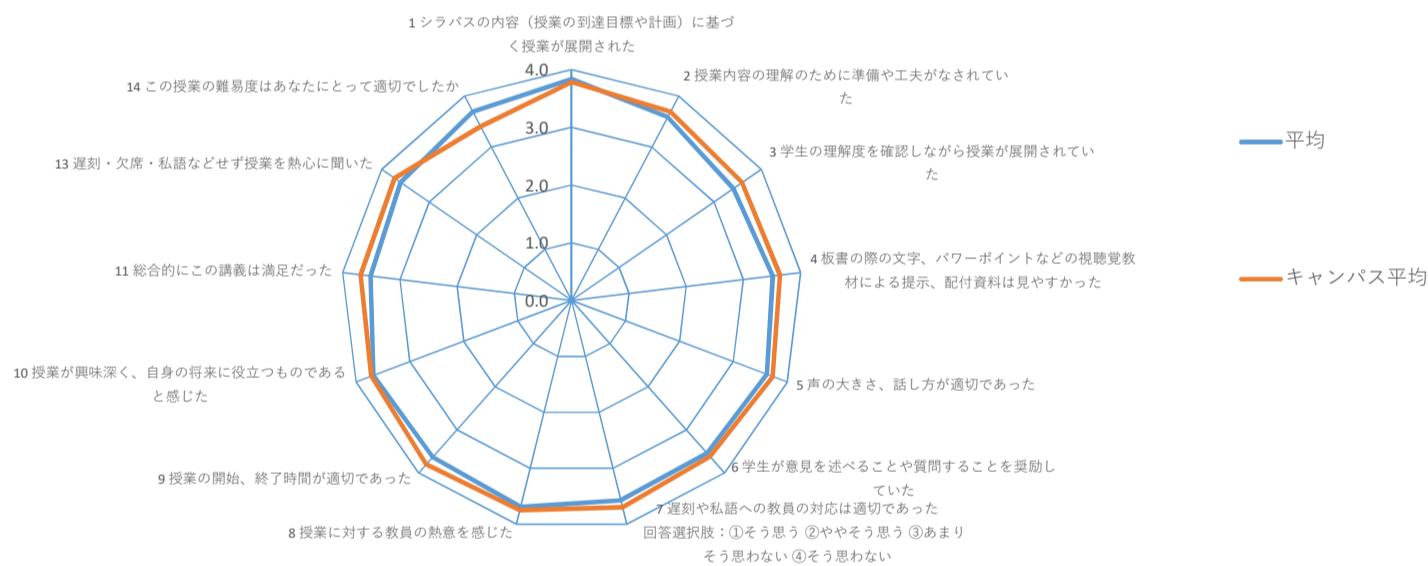 1 シラバスの内容（授業の到達目標や計画）に基づ
く授業が展開された
2 授業内容の理解のために準備や工夫がなされてい
た
3 学生の理解度を確認しながら授業が展開されてい
た
4 板書の際の文字、パワーポイントなどの視聴覚教
材による提示、配付資料は見やすかった
5 声の大きさ、話し方が適切であった
6 学生が意見を述べることや質問することを奨励し
ていた
7 遅刻や私語への教員の対応は適切であった
回答選択肢：①そう思う ②ややそう思う ③あまり
そう思わない ④そう思わない
8 授業に対する教員の熱意を感じた
9 授業の開始、終了時間が適切であった
10 授業が興味深く、自身の将来に役立つものである
と感じた
11 総合的にこの講義は満足だった
13 遅刻・欠席・私語などせず授業を熱心に聞いた
14 この授業の難易度はあなたにとって適切でしたか
4.0
3.0
2.0
1.0
0.0
平均
キャンパス平均